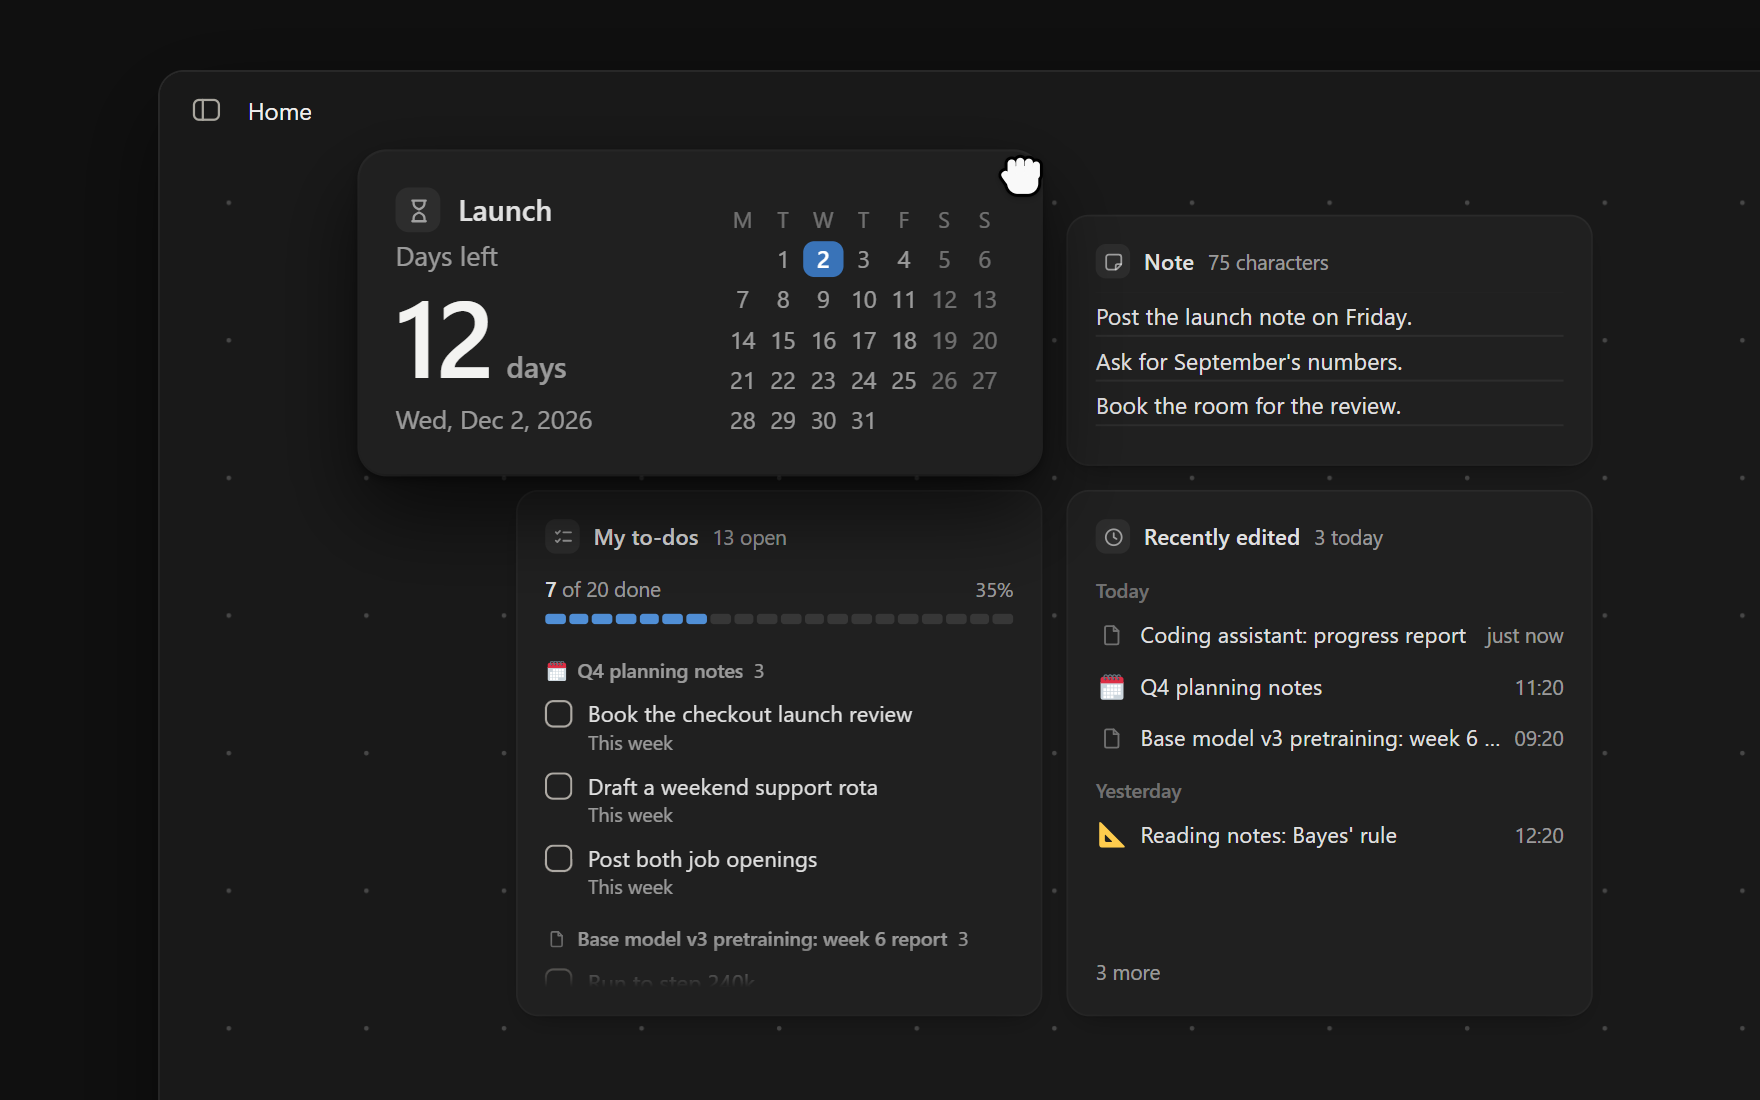 Home
Launch
Days left
12 days
Wed, Dec 2, 2026
M T W T F S S
1 2 3 4 5 6
7 8 9 10 11 12 13
14 15 16 17 18 19 20
21 22 23 24 25 26 27
28 29 30 31
Note 75 characters
Post the launch note on Friday.
Ask for September's numbers.
Book the room for the review.
My to-dos 13 open
7 of 20 done 35%
Q4 planning notes 3
Book the checkout launch review
This week
Draft a weekend support rota
This week
Post both job openings
This week
Base model v3 pretraining: week 6 report 3
Run to step 240k
Recently edited 3 today
Today
Coding assistant: progress report just now
Q4 planning notes 11:20
Base model v3 pretraining: week 6 ... 09:20
Yesterday
Reading notes: Bayes' rule 12:20
3 more